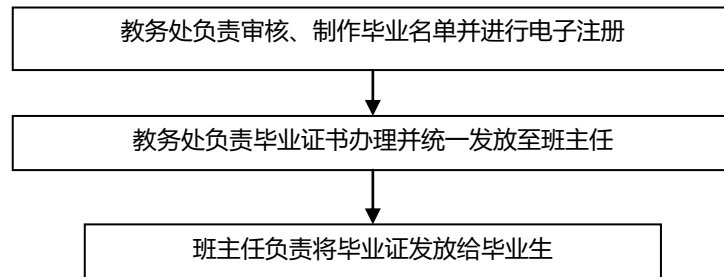 教务处负责审核、制作毕业名单并进行电子注册
教务处负责毕业证书办理并统一发放至班主任
班主任负责将毕业证发放给毕业生